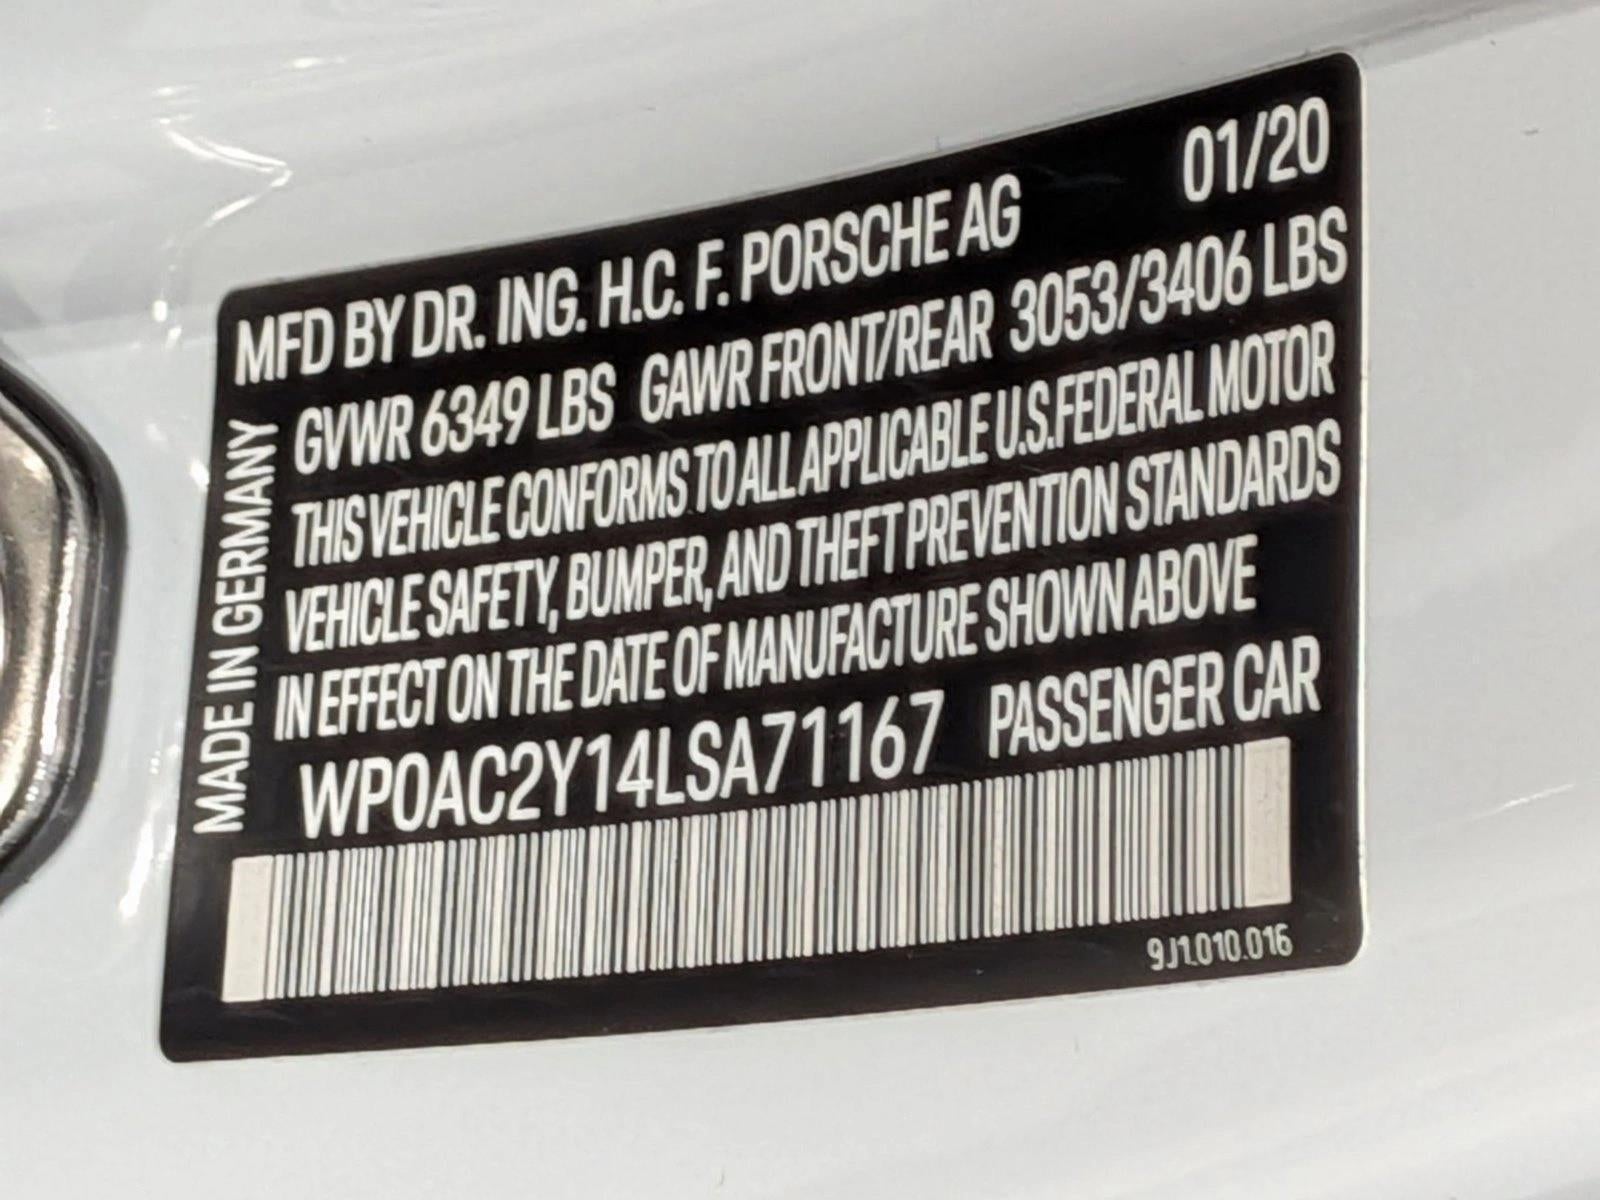 01/20
MFD BY DR. ING. H.C. F. PORSCHE AG
GVWR 6349 LBS GAWR FRONT/REAR 3053/3406 LBS
THIS VEHICLE CONFORMS TO ALL APPLICABLE U.S.FEDERAL MOTOR
VEHICLE SAFETY, BUMPER, AND THEFT PREVENTION STANDARDS
IN EFFECT ON THE DATE OF MANUFACTURE SHOWN ABOVE
WP0AC2Y14LSA71167 PASSENGER CAR
MADE IN GERMANY
9J1.010.016